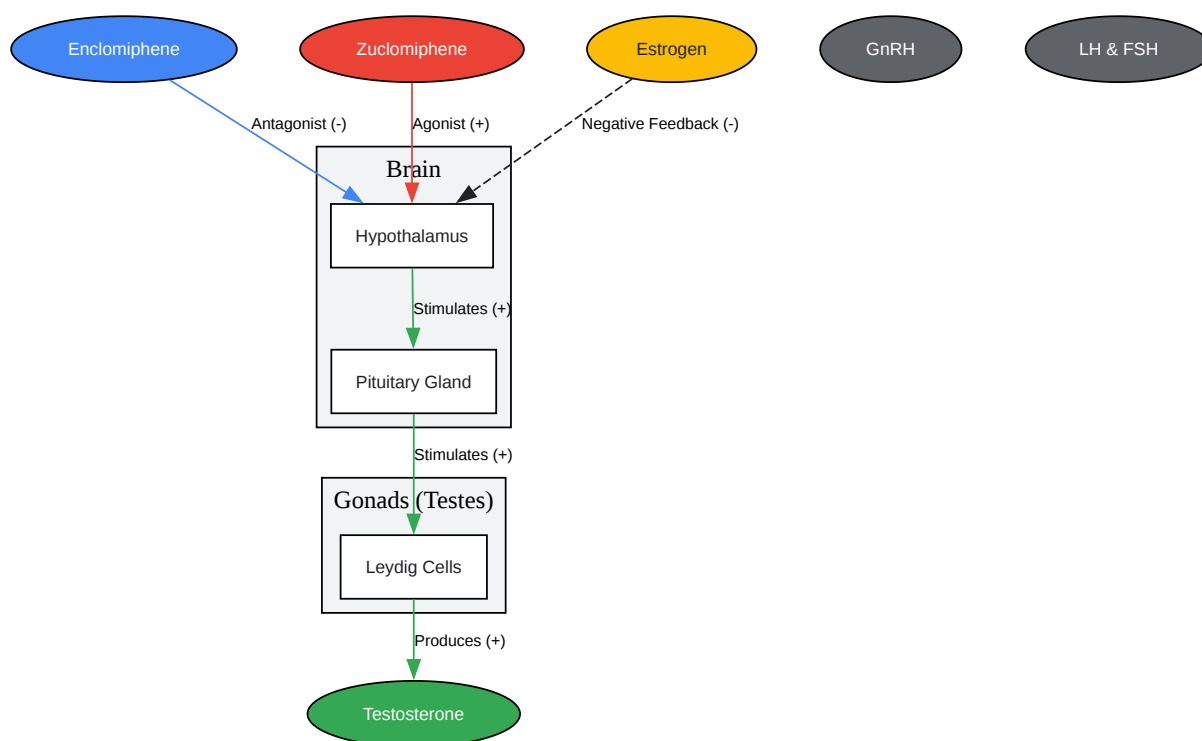 Enclomiphene
Zuclomiphene
Estrogen
GnRH
LH & FSH
Antagonist (-)
Agonist (+)
Negative Feedback (-)
Brain
Hypothalamus
Stimulates (+)
Pituitary Gland
Stimulates (+)
Gonads (Testes)
Leydig Cells
Produces (+)
Testosterone